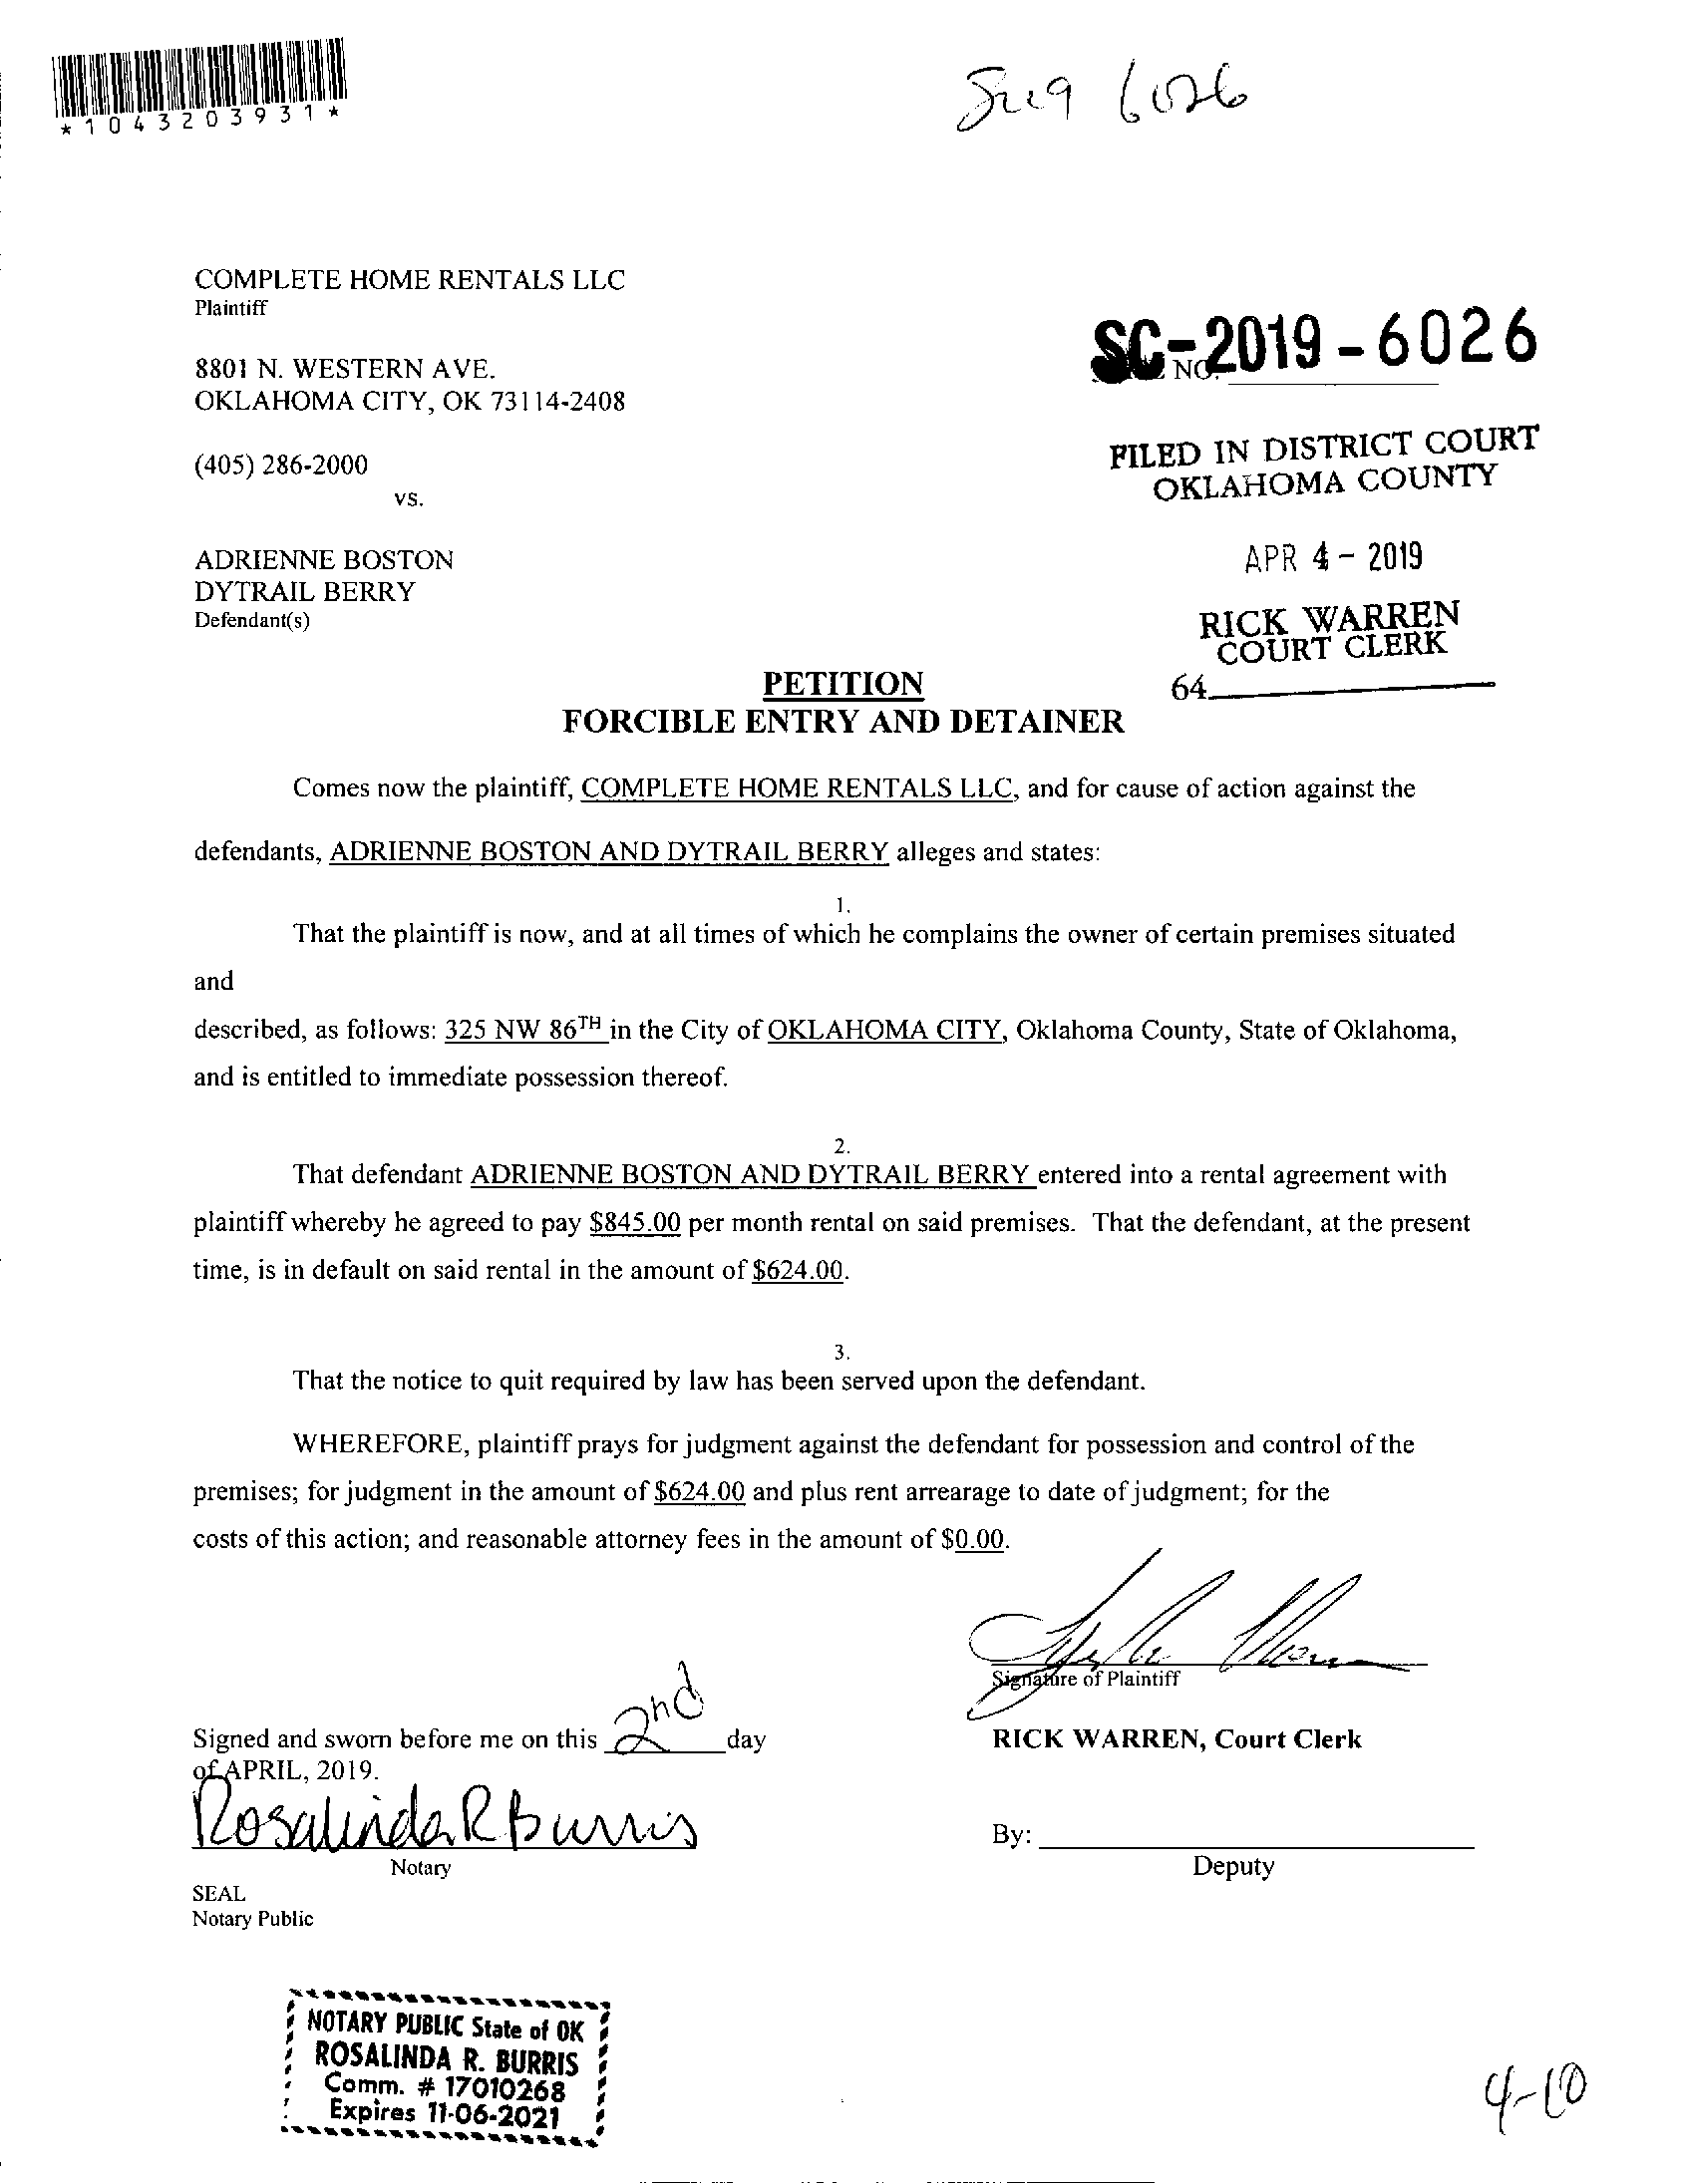 *1043203931*
COMPLETE HOME RENTALS LLC
Plaintiff
8801 N. WESTERN AVE.
OKLAHOMA CITY, OK 73114-2408
(405) 286-2000
vs.
ADRIENNE BOSTON
DYTRAIL BERRY
Defendant(s)
SC-2019-6026
NO.
FILED IN DISTRICT COURT
OKLAHOMA COUNTY
APR 4 - 2019
RICK WARREN
COURT CLERK
64
PETITION
FORCIBLE ENTRY AND DETAINER
Comes now the plaintiff, COMPLETE HOME RENTALS LLC, and for cause of action against the
defendants, ADRIENNE BOSTON AND DYTRAIL BERRY alleges and states:
1.
That the plaintiff is now, and at all times of which he complains the owner of certain premises situated
and
described, as follows: 325 NW 86TH in the City of OKLAHOMA CITY, Oklahoma County, State of Oklahoma,
and is entitled to immediate possession thereof.
2.
That defendant ADRIENNE BOSTON AND DYTRAIL BERRY entered into a rental agreement with
plaintiff whereby he agreed to pay $845.00 per month rental on said premises. That the defendant, at the present
time, is in default on said rental in the amount of $624.00.
3.
That the notice to quit required by law has been served upon the defendant.
WHEREFORE, plaintiff prays for judgment against the defendant for possession and control of the
premises; for judgment in the amount of $624.00 and plus rent arrearage to date of judgment; for the
costs of this action; and reasonable attorney fees in the amount of $0.00.
Signature of Plaintiff
Signed and sworn before me on this 2nd day
of APRIL, 2019.
RICK WARREN, Court Clerk
Rosalinda R Burris
Notary
By:
Deputy
SEAL
Notary Public
NOTARY PUBLIC State of OK
ROSALINDA R. BURRIS
Comm. # 17010268
Expires 11-06-2021
4-10